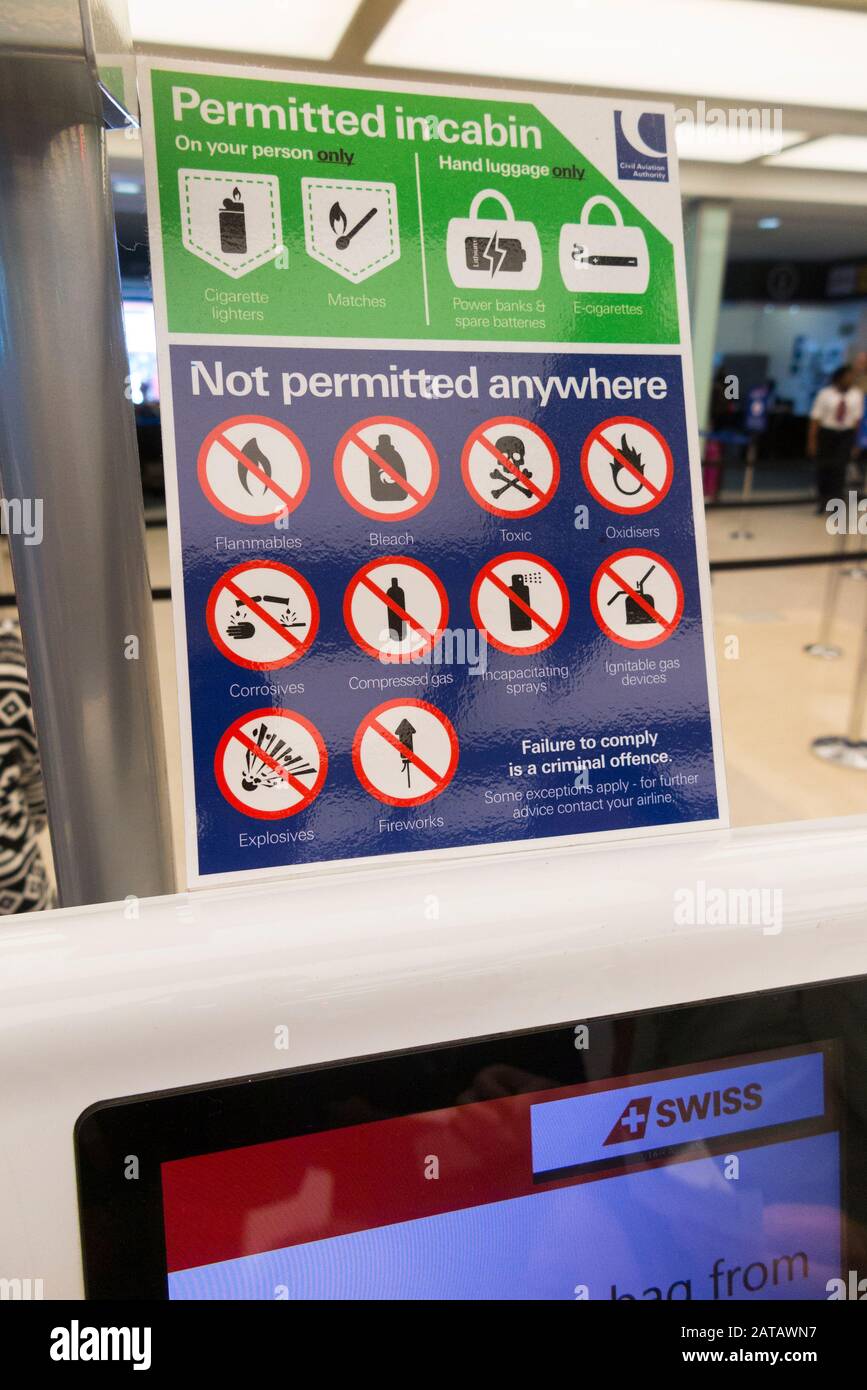 Permitted in cabin
On your person only
Hand luggage only
Civil Aviation
Authority
Lithium
Cigarette
lighters
Matches
Power banks &
spare batteries
E-cigarettes
Not permitted anywhere
Flammables
Bleach
Toxic
Oxidisers
Corrosives
Compressed gas
Incapacitating
sprays
Ignitable gas
devices
Explosives
Fireworks
Failure to comply
is a criminal offence.
Some exceptions apply - for further
advice contact your airline.
SWISS
bag from
alamy
Image ID: 2ATAWN7
www.alamy.com